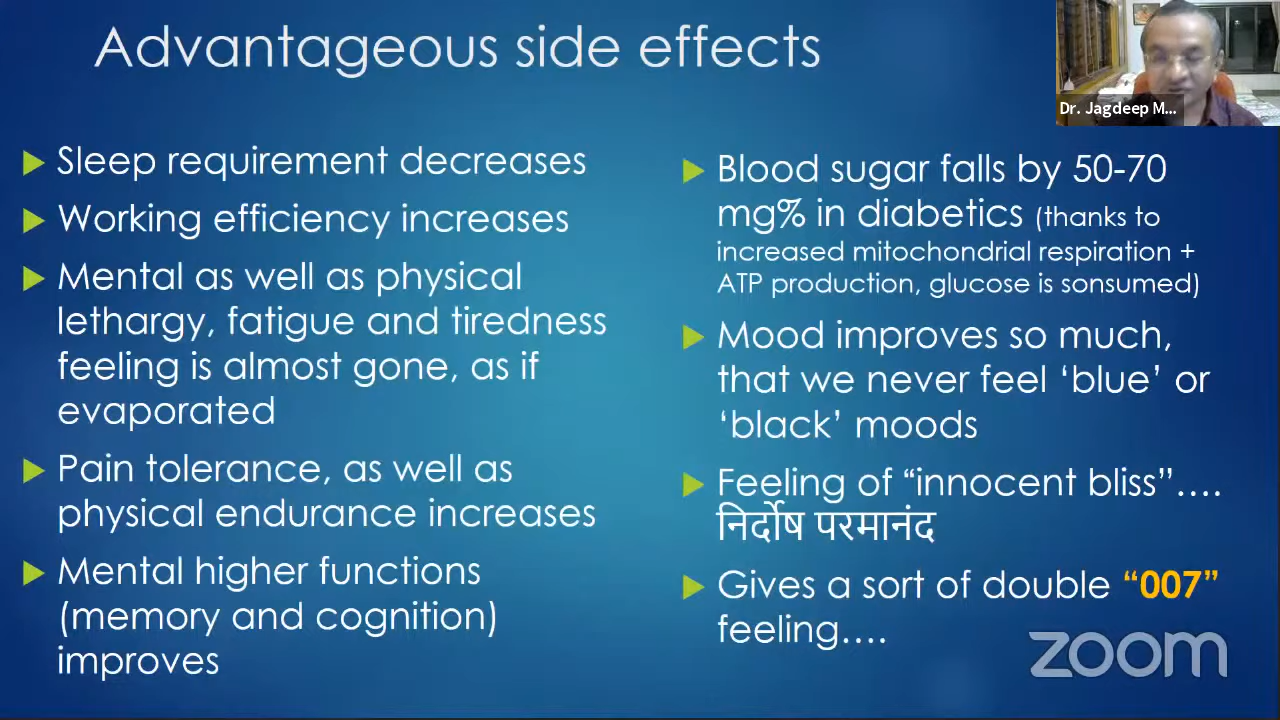 Advantageous side effects
Dr. Jagdeep M...
Sleep requirement decreases
Working efficiency increases
Mental as well as physical
lethargy, fatigue and tiredness
feeling is almost gone, as if
evaporated
Pain tolerance, as well as
physical endurance increases
Mental higher functions
(memory and cognition)
improves
Blood sugar falls by 50-70
mg% in diabetics (thanks to
increased mitochondrial respiration +
ATP production, glucose is sonsumed)
Mood improves so much,
that we never feel ‘blue’ or
‘black’ moods
Feeling of “innocent bliss”....
निर्दोष परमानंद
Gives a sort of double “007”
feeling....
zoom